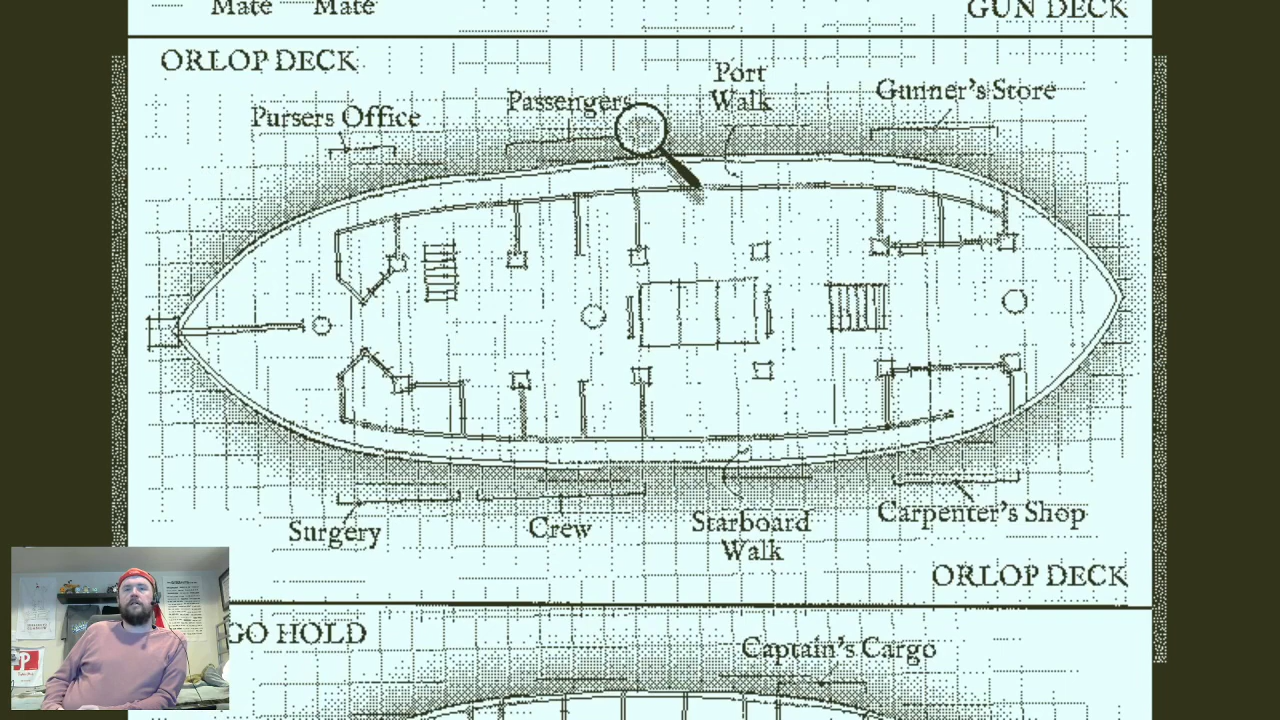 Mate Mate
GUN DECK
ORLOP DECK
Port
Walk
Passengers
Gunner's Store
Pursers Office
Surgery
Crew
Starboard
Walk
Carpenter's Shop
ORLOP DECK
GO HOLD
Captain's Cargo